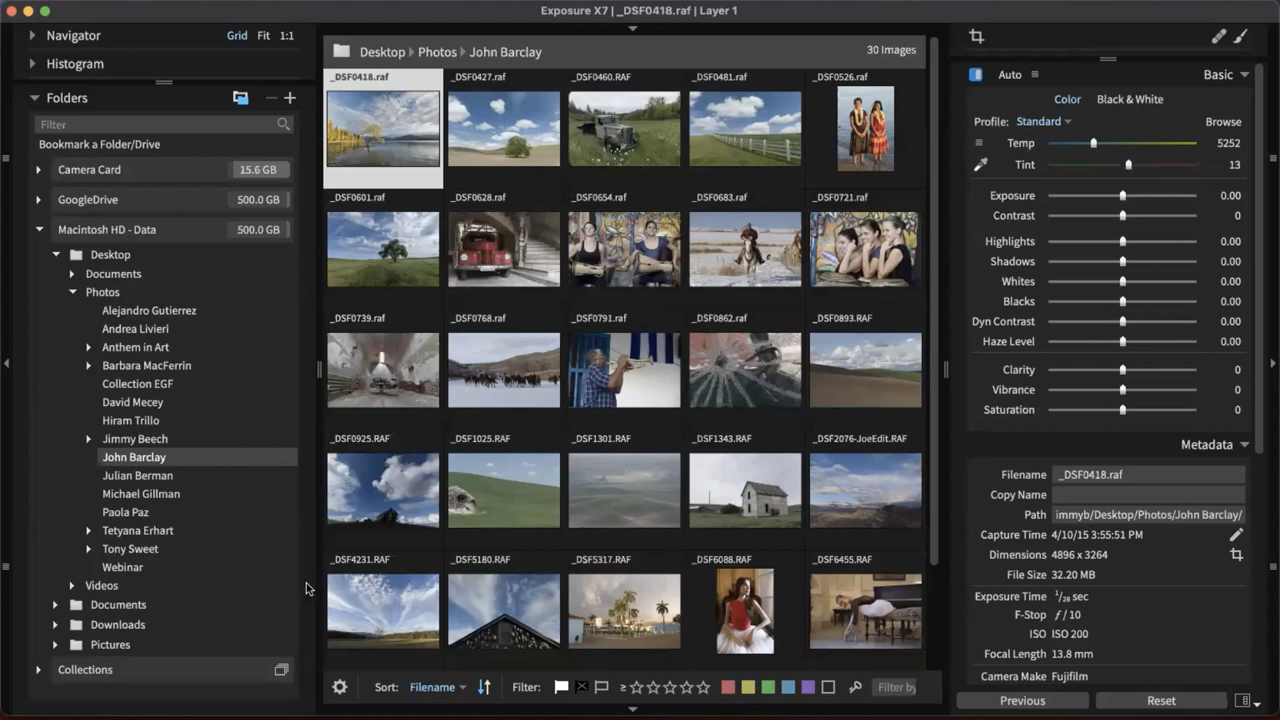 Exposure X7 | _DSF0418.raf | Layer 1
Navigator
Grid Fit 1:1
Histogram
Folders
Filter
Bookmark a Folder/Drive
Camera Card 15.6 GB
GoogleDrive 500.0 GB
Macintosh HD - Data 500.0 GB
Desktop
Documents
Photos
Alejandro Gutierrez
Andrea Livieri
Anthem in Art
Barbara MacFerrin
Collection EGF
David Mecey
Hiram Trillo
Jimmy Beech
John Barclay
Julian Berman
Michael Gillman
Paola Paz
Tetyana Erhart
Tony Sweet
Webinar
Videos
Documents
Downloads
Pictures
Collections
Desktop Photos John Barclay 30 Images
_DSF0418.raf _DSF0427.raf _DSF0460.RAF _DSF0481.raf _DSF0526.raf
_DSF0601.raf _DSF0628.raf _DSF0654.raf _DSF0683.raf _DSF0721.raf
_DSF0739.raf _DSF0768.raf _DSF0791.raf _DSF0862.raf _DSF0893.RAF
_DSF0925.RAF _DSF1025.RAF _DSF1301.RAF _DSF1343.RAF _DSF2076-JoeEdit.RAF
_DSF4231.RAF _DSF5180.RAF _DSF5317.RAF _DSF6088.RAF _DSF6455.RAF
Sort: Filename Filter: ≥ Filter by
Auto Basic
Color Black & White
Profile: Standard Browse
Temp 5252
Tint 13
Exposure 0.00
Contrast 0
Highlights 0.00
Shadows 0.00
Whites 0.00
Blacks 0.00
Dyn Contrast 0.00
Haze Level 0.00
Clarity 0
Vibrance 0
Saturation 0
Metadata
Filename _DSF0418.raf
Copy Name
Path immyb/Desktop/Photos/John Barclay/
Capture Time 4/10/15 3:55:51 PM
Dimensions 4896 x 3264
File Size 32.20 MB
Exposure Time 1/28 sec
F-Stop ƒ / 10
ISO ISO 200
Focal Length 13.8 mm
Camera Make Fujifilm
Previous Reset